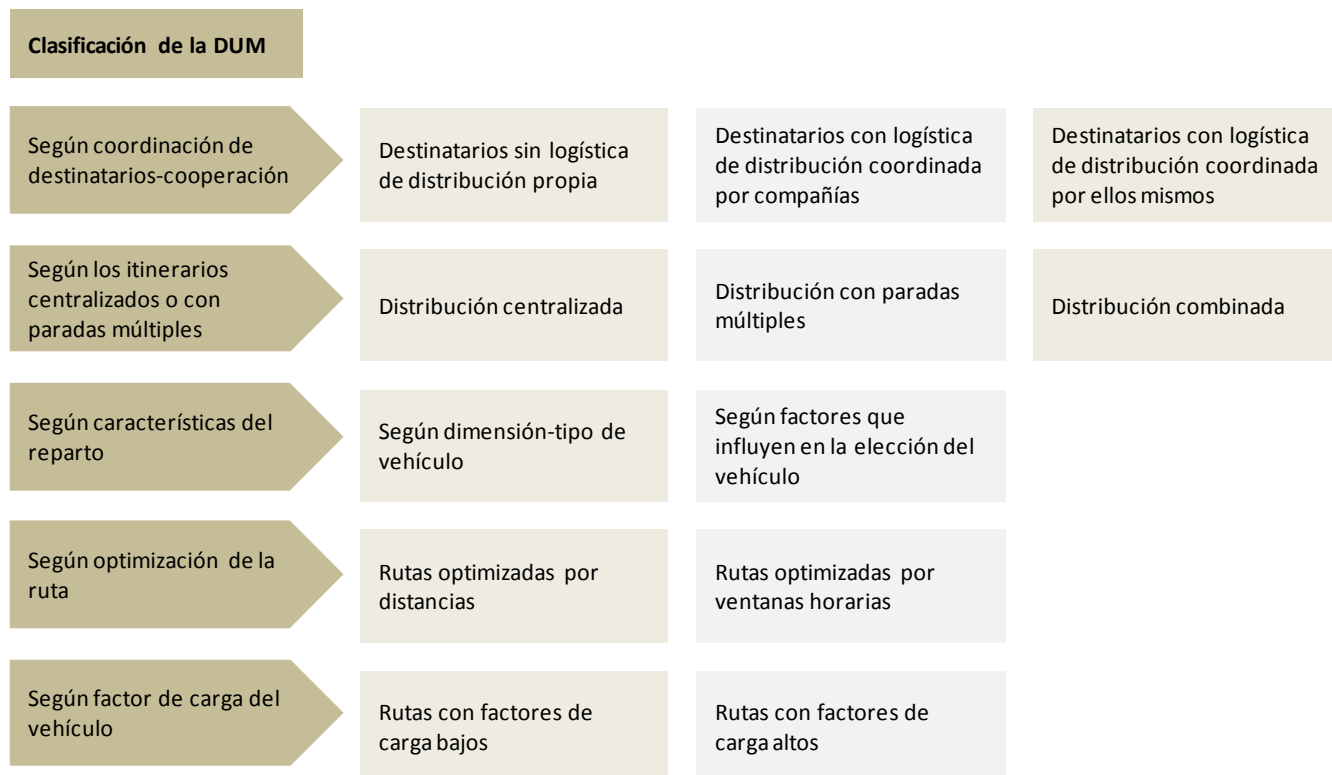 Clasificación de la DUM
Según coordinación de
destinatarios-cooperación
Destinatarios sin logística
de distribución propia
Destinatarios con logística
de distribución coordinada
por compañías
Destinatarios con logística
de distribución coordinada
por ellos mismos
Según los itinerarios
centralizados o con
paradas múltiples
Distribución centralizada
Distribución con paradas
múltiples
Distribución combinada
Según características del
reparto
Según dimensión-tipo de
vehículo
Según factores que
influyen en la elección del
vehículo
Según optimización de la
ruta
Rutas optimizadas por
distancias
Rutas optimizadas por
ventanas horarias
Según factor de carga del
vehículo
Rutas con factores de
carga bajos
Rutas con factores de
carga altos